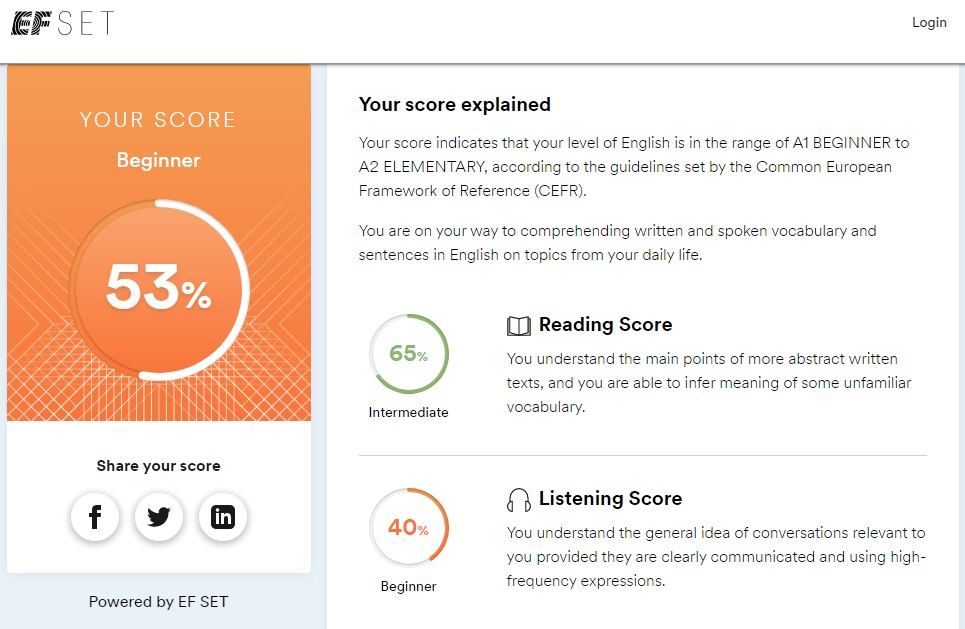 EF SET
Login
YOUR SCORE
Beginner
53%
Share your score
Powered by EF SET
Your score explained
Your score indicates that your level of English is in the range of A1 BEGINNER to
A2 ELEMENTARY, according to the guidelines set by the Common European
Framework of Reference (CEFR).
You are on your way to comprehending written and spoken vocabulary and
sentences in English on topics from your daily life.
65%
Intermediate
Reading Score
You understand the main points of more abstract written
texts, and you are able to infer meaning of some unfamiliar
vocabulary.
40%
Beginner
Listening Score
You understand the general idea of conversations relevant to
you provided they are clearly communicated and using high-
frequency expressions.